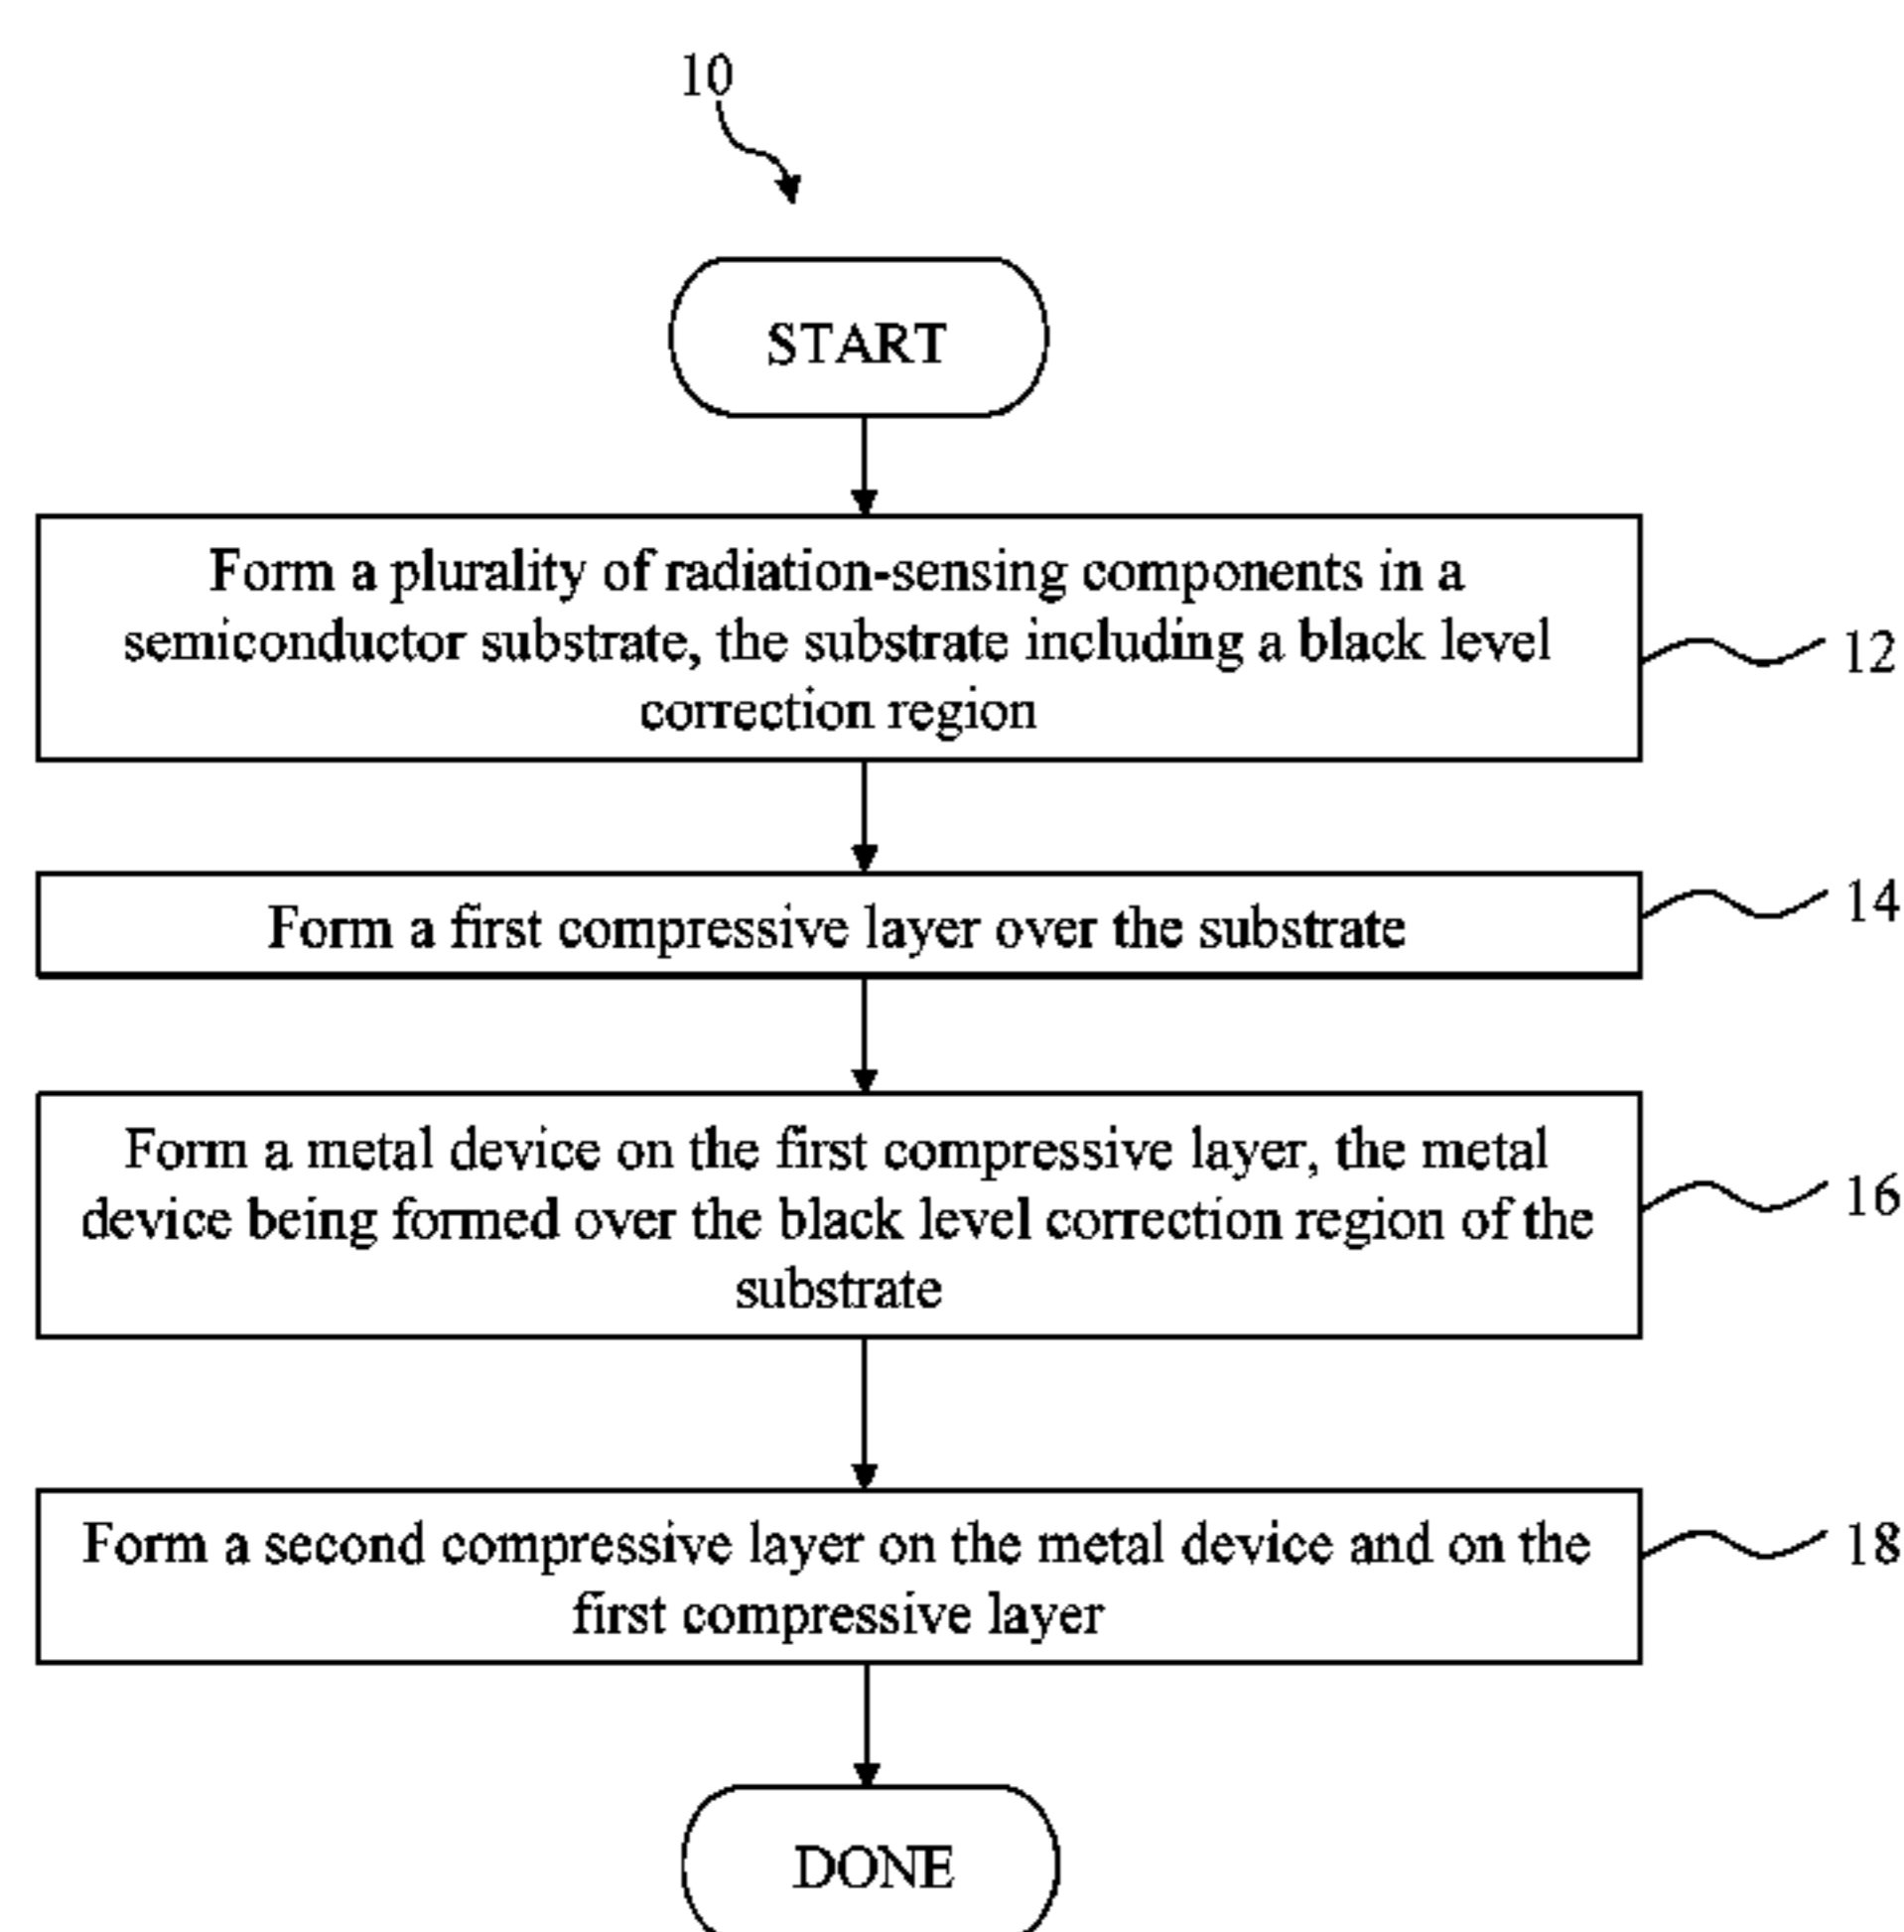 10
START
Form a plurality of radiation-sensing components in a
semiconductor substrate, the substrate including a black level
correction region
12
Form a first compressive layer over the substrate
14
Form a metal device on the first compressive layer, the metal
device being formed over the black level correction region of the
substrate
16
Form a second compressive layer on the metal device and on the
first compressive layer
18
DONE